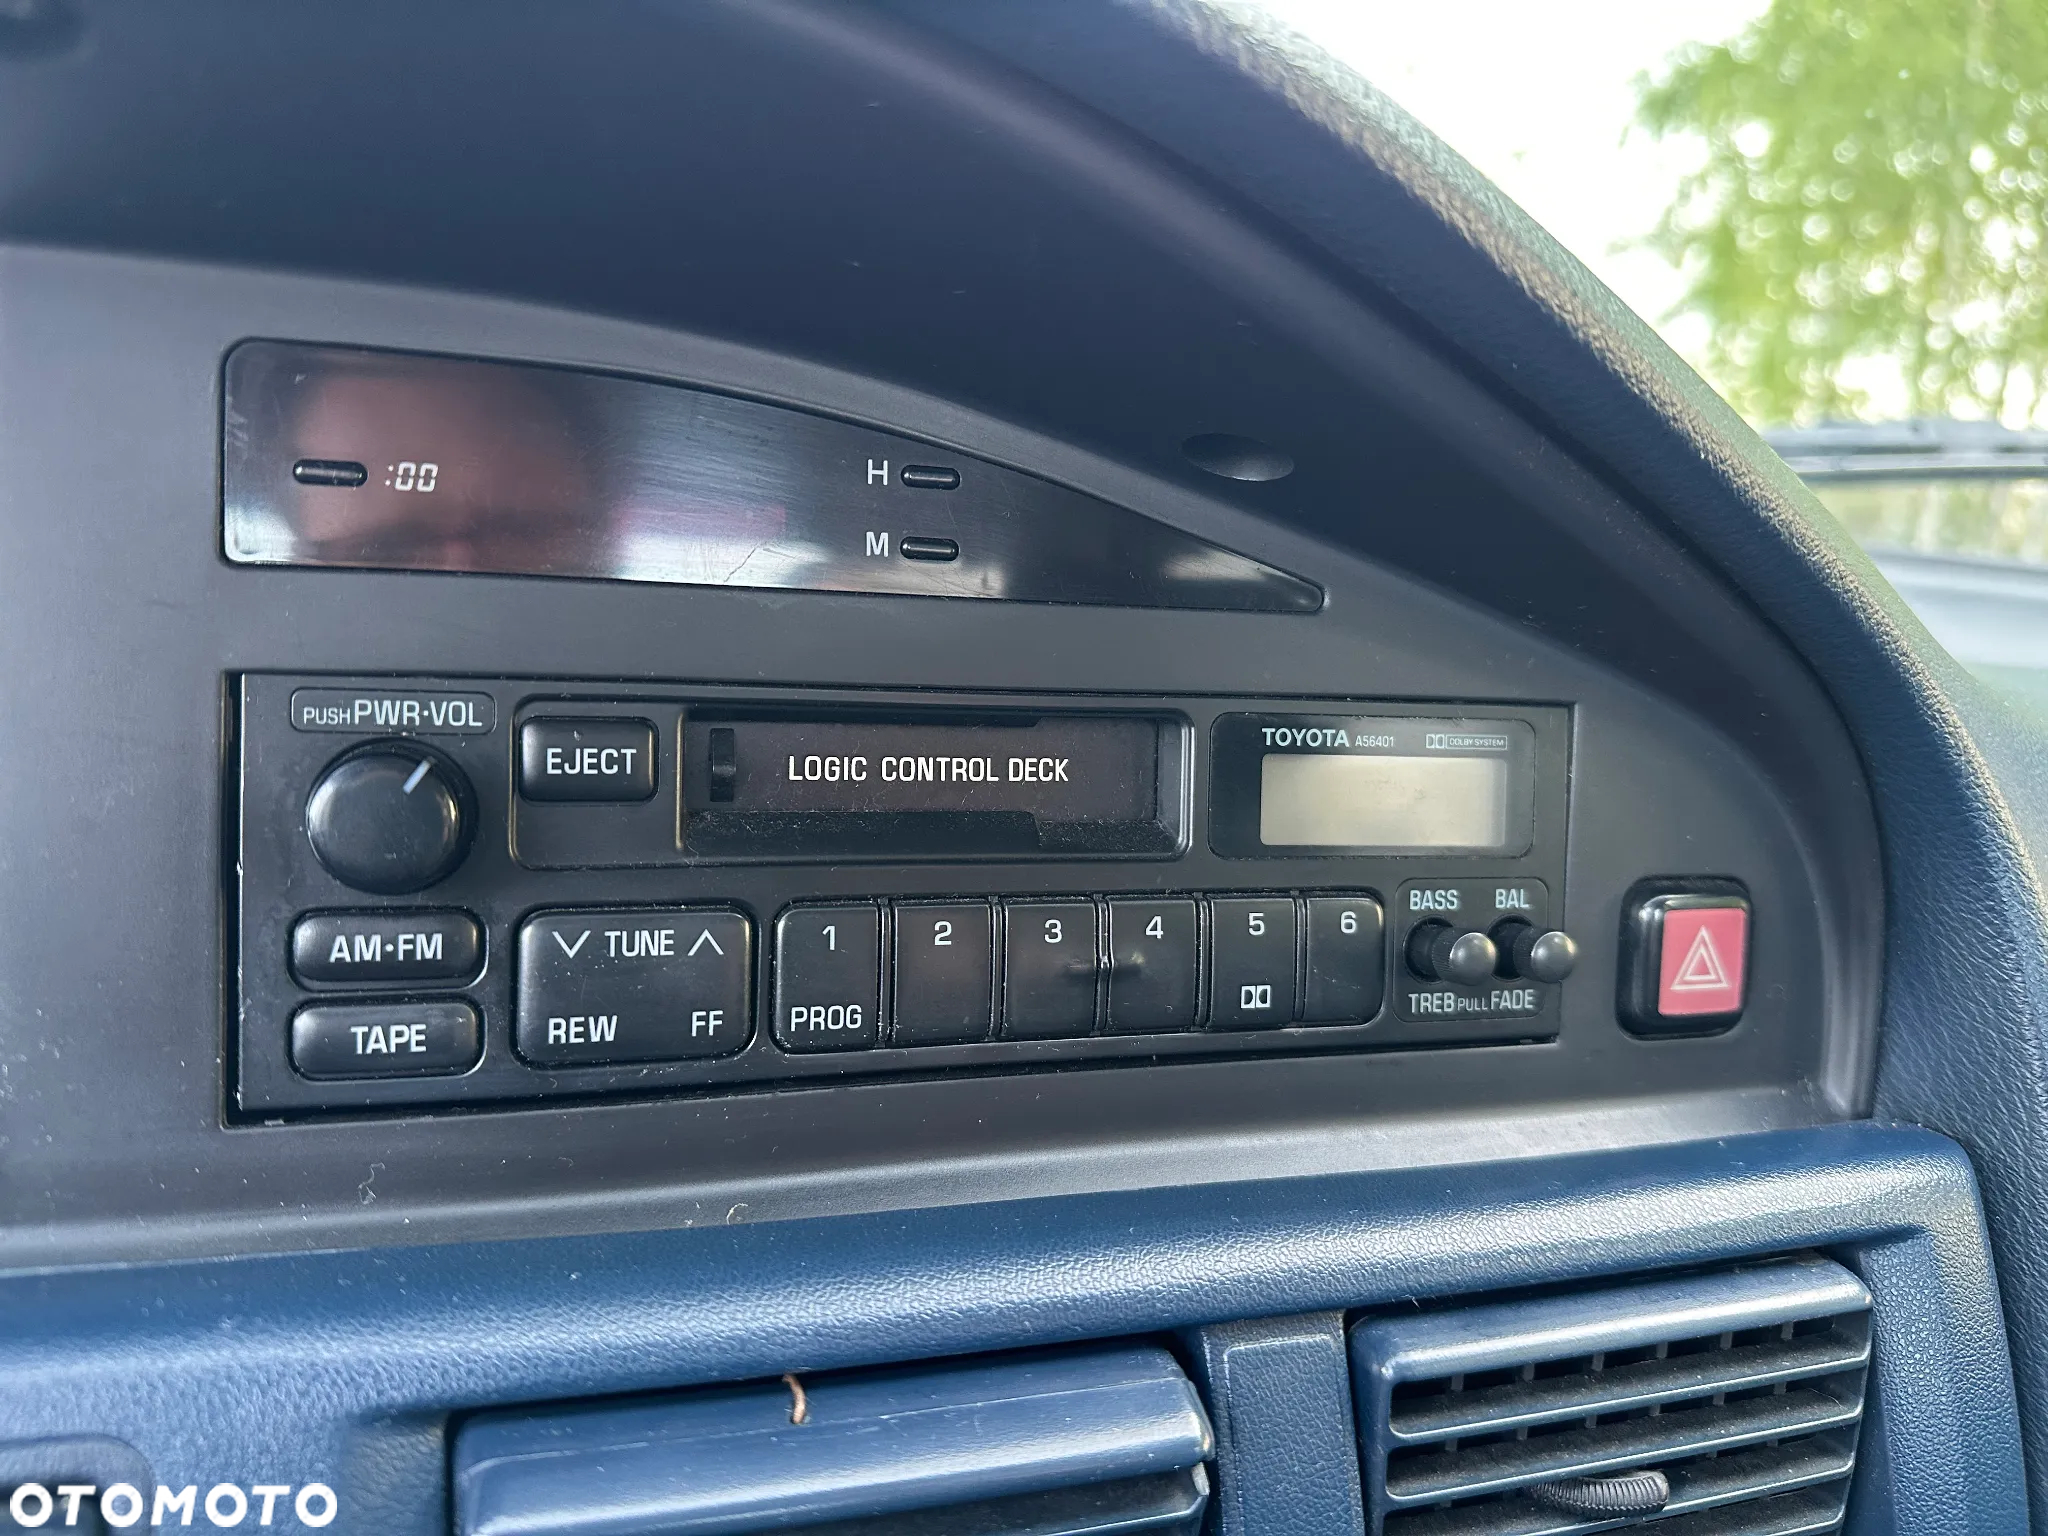 :00
H
M
PUSH PWR·VOL
EJECT
LOGIC CONTROL DECK
TOYOTA A56401 DOLBY SYSTEM
AM·FM
TUNE
REW FF
TAPE
1 2 3 4 5 6
PROG
BASS BAL
TREB PULL FADE
OTOMOTO